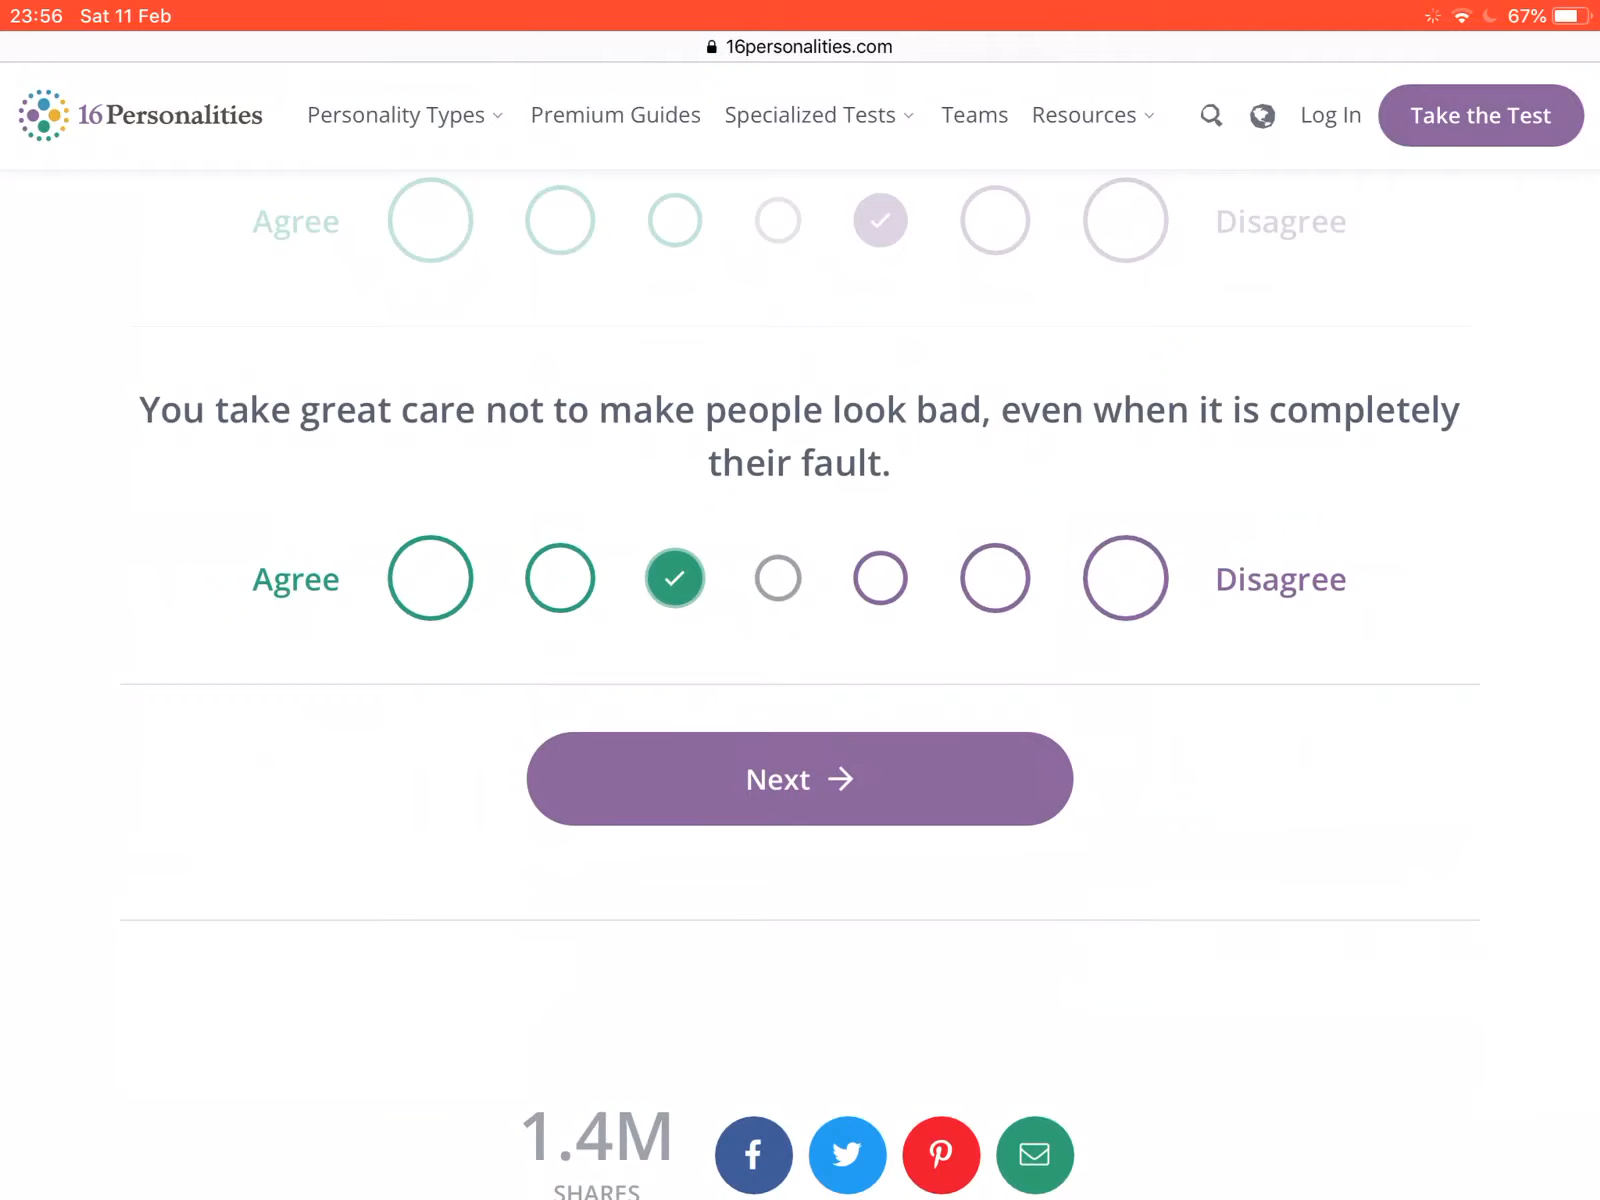 23:56 Sat 11 Feb 67%
16personalities.com
16Personalities Personality Types Premium Guides Specialized Tests Teams Resources Log In Take the Test
Agree Disagree
You take great care not to make people look bad, even when it is completely
their fault.
Agree Disagree
Next →
1.4M
SHARES